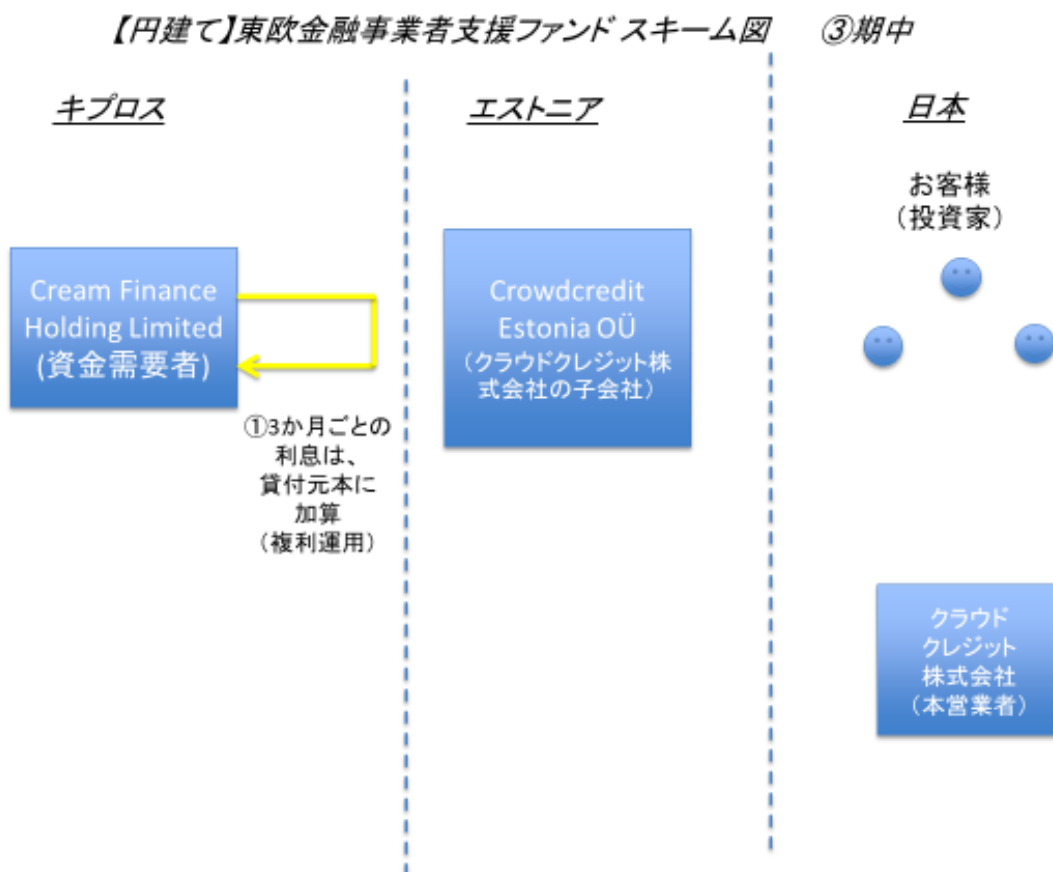 【円建て】東欧金融事業者支援ファンド スキーム図 ③期中
キプロス
エストニア
日本
お客様
（投資家）
Cream Finance
Holding Limited
(資金需要者)
Crowdcredit
Estonia OÜ
（クラウドクレジット株
式会社の子会社）
①3か月ごとの
利息は、
貸付元本に
加算
（複利運用）
クラウド
クレジット
株式会社
（本営業者）